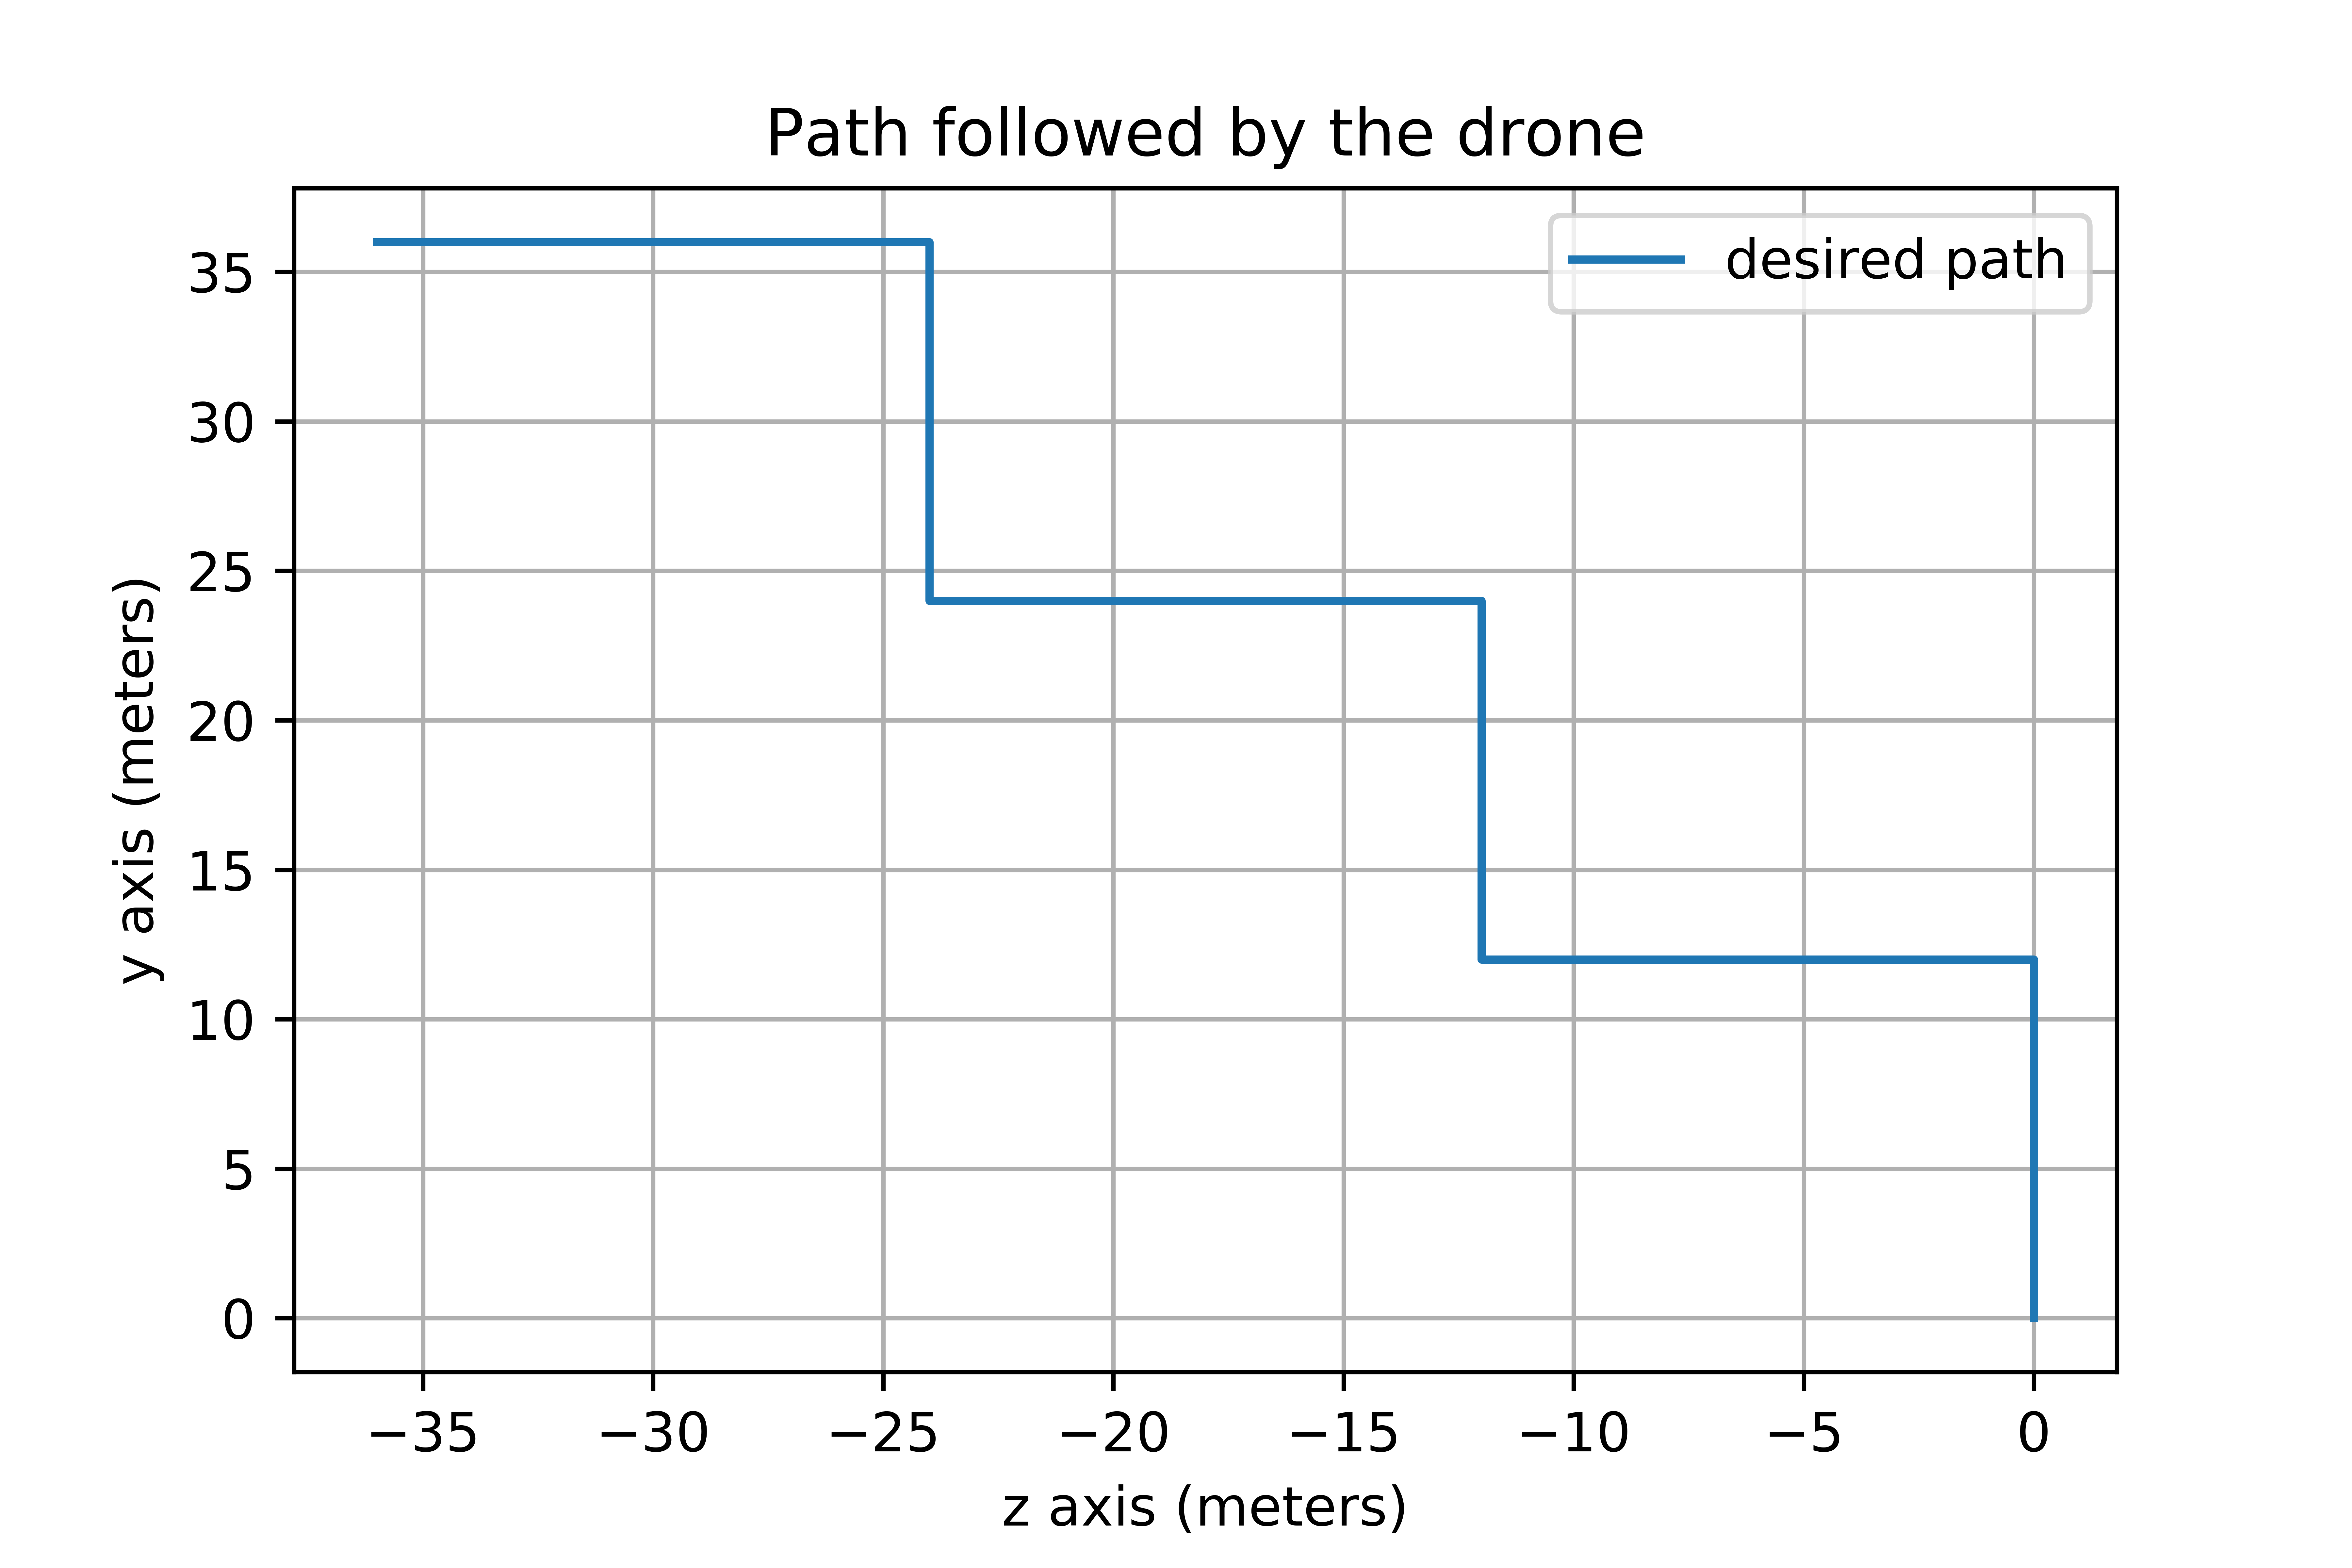 Path followed by the drone
desired path
y axis (meters)
35
30
25
20
15
10
5
0
−35 −30 −25 −20 −15 −10 −5 0
z axis (meters)